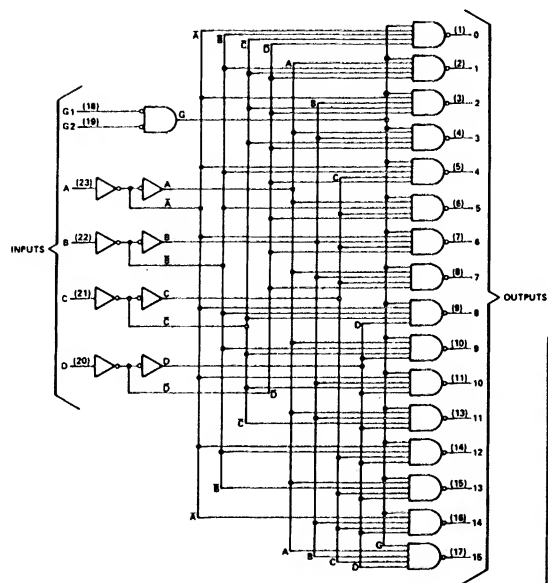 A̅
B̅
C̅
D̅
(1) 0
A
(2) 1
G1 (18)
G2 (19)
G
B
(3) 2
(4) 3
C
(5) 4
A (23)
A
A̅
(6) 5
B (22)
B
B̅
(7) 6
INPUTS
OUTPUTS
(8) 7
C (21)
C
C̅
(9) 8
D
(10) 9
D (20)
D
D̅
D̅
(11) 10
C̅
(13) 11
(14) 12
B̅
(15) 13
A̅
(16) 14
G
A
B
C
D
(17) 15